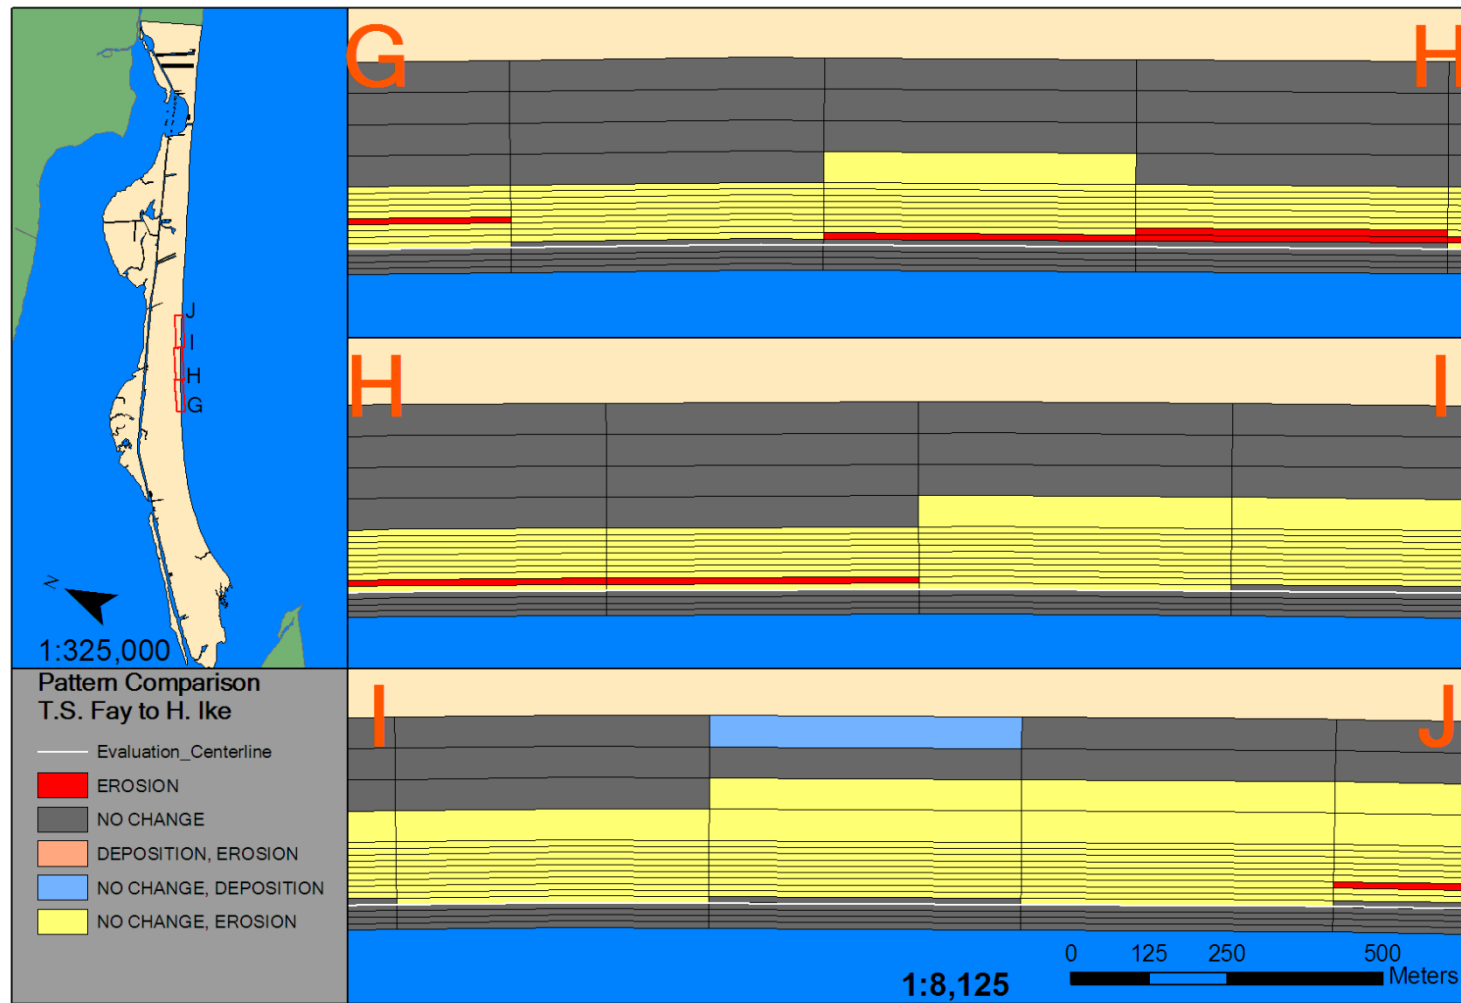 G
H
J
I
H
G
H
I
N
1:325,000
Pattern Comparison
T.S. Fay to H. Ike
Evaluation_Centerline
EROSION
NO CHANGE
DEPOSITION, EROSION
NO CHANGE, DEPOSITION
NO CHANGE, EROSION
I
J
0 125 250 500
Meters
1:8,125